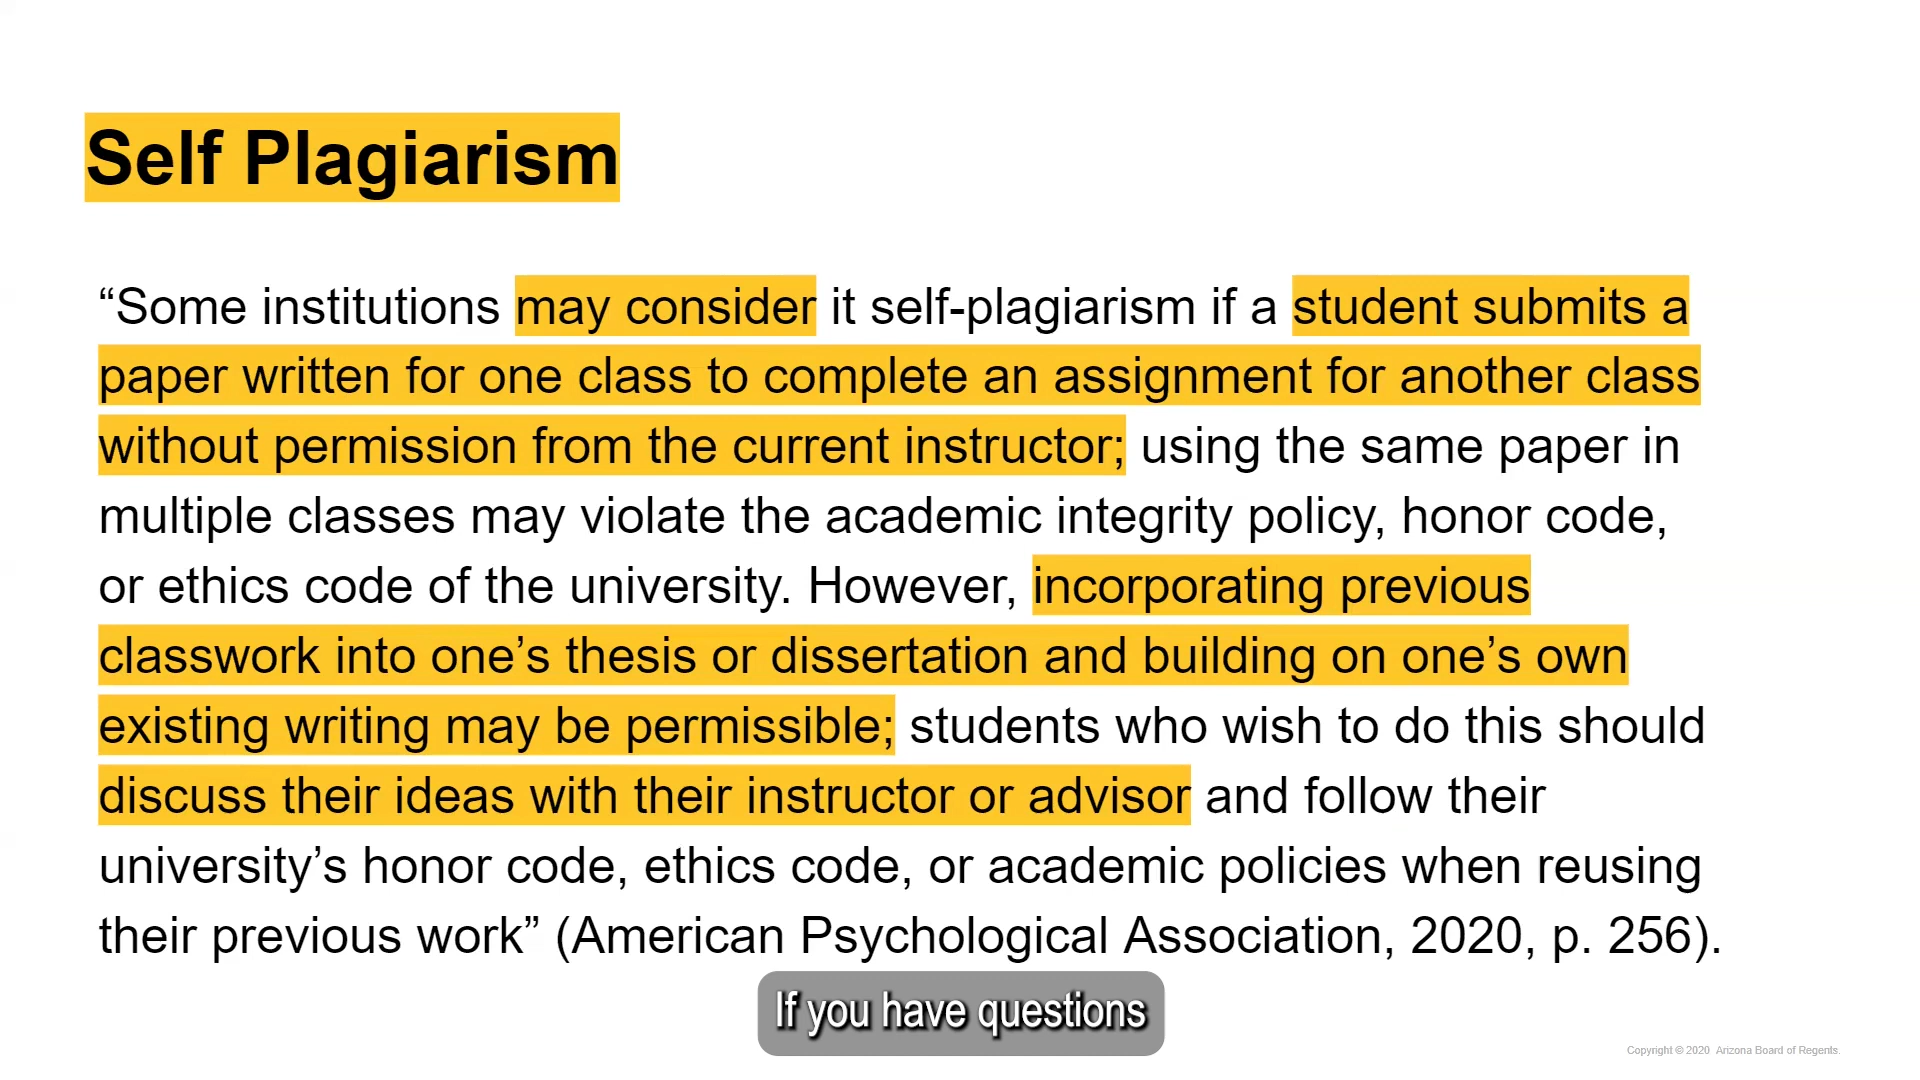 Self Plagiarism
“Some institutions may consider it self-plagiarism if a student submits a
paper written for one class to complete an assignment for another class
without permission from the current instructor; using the same paper in
multiple classes may violate the academic integrity policy, honor code,
or ethics code of the university. However, incorporating previous
classwork into one’s thesis or dissertation and building on one’s own
existing writing may be permissible; students who wish to do this should
discuss their ideas with their instructor or advisor and follow their
university’s honor code, ethics code, or academic policies when reusing
their previous work” (American Psychological Association, 2020, p. 256).
If you have questions
Copyright © 2020 Arizona Board of Regents.